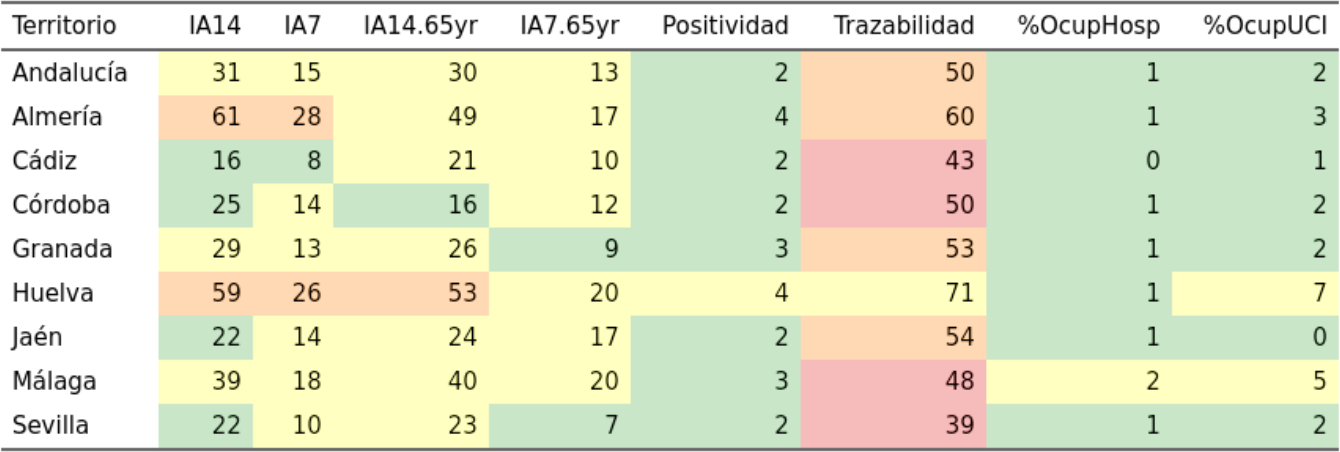 Territorio IA14 IA7 IA14.65yr IA7.65yr Positividad Trazabilidad %OcupHosp %OcupUCI
Andalucía 31 15 30 13 2 50 1 2
Almería 61 28 49 17 4 60 1 3
Cádiz 16 8 21 10 2 43 0 1
Córdoba 25 14 16 12 2 50 1 2
Granada 29 13 26 9 3 53 1 2
Huelva 59 26 53 20 4 71 1 7
Jaén 22 14 24 17 2 54 1 0
Málaga 39 18 40 20 3 48 2 5
Sevilla 22 10 23 7 2 39 1 2